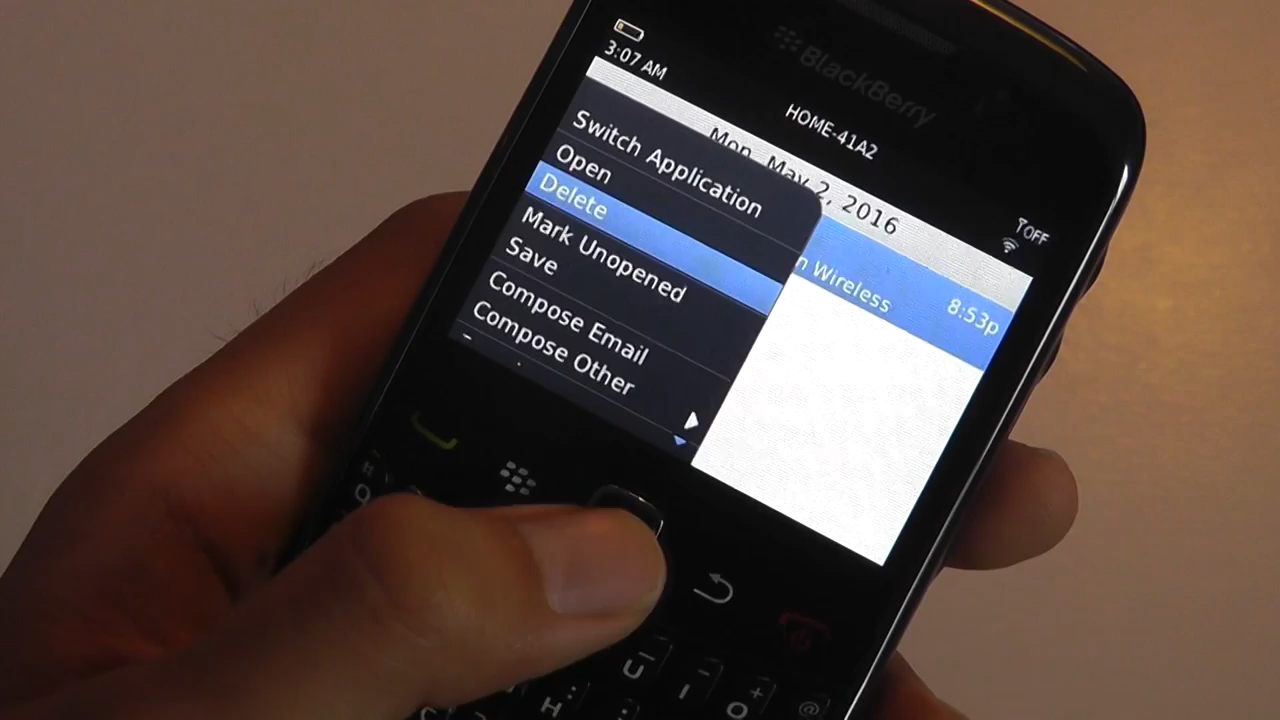 BlackBerry
3:07 AM
HOME-41A2
OFF
Mon, May 2, 2016
Wireless 8:53p
Switch Application
Open
Delete
Mark Unopened
Save
Compose Email
Compose Other
U
I
O
+
@
H